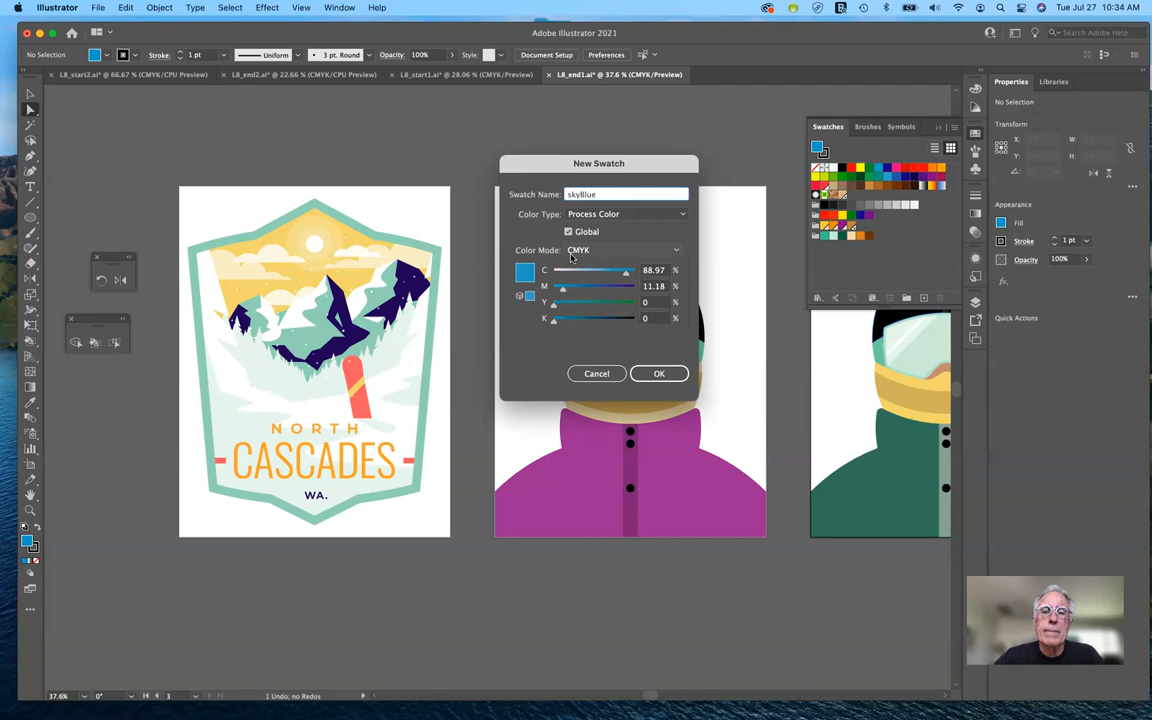 Illustrator File Edit Object Type Select Effect View Window Help
Tue Jul 27 10:34 AM
Adobe Illustrator 2021
Search Adobe Help
No Selection Stroke: 1 pt Uniform 3 pt. Round Opacity: 100% Style: Document Setup Preferences
L8_start2.ai* @ 66.67 % (CMYK/CPU Preview) L8_end2.ai* @ 22.66 % (CMYK/CPU Preview) L8_start1.ai* @ 28.06 % (CMYK/Preview) L8_end1.ai* @ 37.6 % (CMYK/Preview)
Properties Libraries
No Selection
Transform
X: W:
Y: H:
Appearance
Fill
Stroke 1 pt
Opacity 100%
fx.
Quick Actions
Swatches Brushes Symbols
New Swatch
Swatch Name: skyBlue
Color Type: Process Color
Global
Color Mode: CMYK
C 88.97 %
M 11.18 %
Y 0 %
K 0 %
Cancel OK
NORTH
CASCADES
WA.
37.6% 0° 3 1 Undo; no Redos